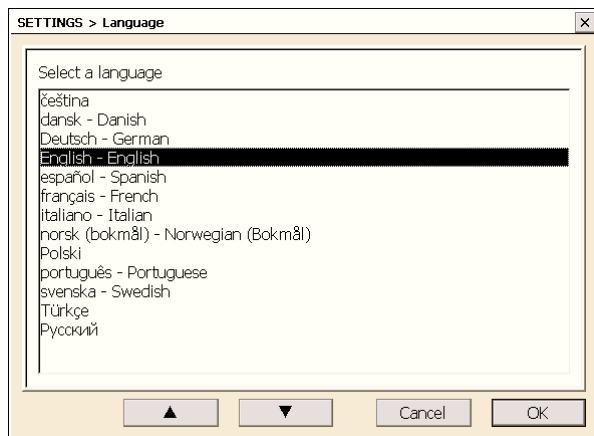 SETTINGS > Language
Select a language
čeština
dansk - Danish
Deutsch - German
English - English
español - Spanish
français - French
italiano - Italian
norsk (bokmål) - Norwegian (Bokmål)
Polski
português - Portuguese
svenska - Swedish
Türkçe
Русский
Cancel OK